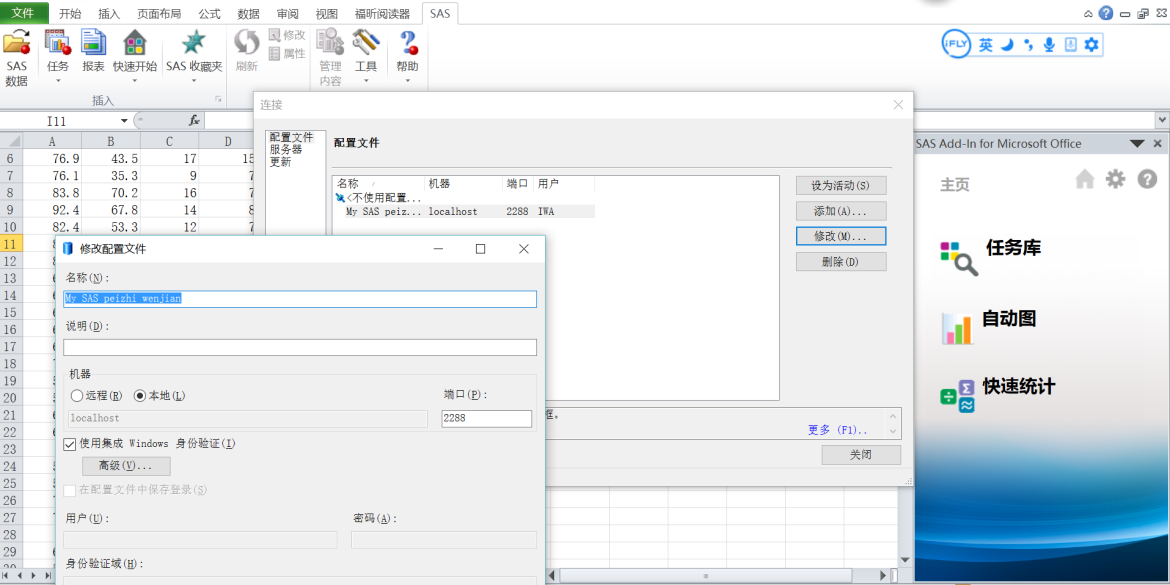 文件 开始 插入 页面布局 公式 数据 审阅 视图 福昕阅读器 SAS
SAS 数据 任务 报表 快速开始 SAS 收藏夹 刷新 修改 属性 管理 内容 工具 帮助
插入
iFLY 英
I11 fx
A B C D
6 76.9 43.5 17 15
7 76.1 35.3 9 7
8 83.8 70.2 16 7
9 92.4 67.8 14 8
10 82.4 53.3 12 7
11
12
13
14
15
16
17
18
19
20
21
22
23
24
25
26
27
28
29
连接
配置文件
服务器
更新
配置文件
名称 机器 端口 用户
<不使用配置...
My SAS peiz... localhost 2288 IWA
设为活动(S)
添加(A)...
修改(M)...
删除(D)
框。
更多 (F1)..
关闭
修改配置文件
名称(N):
My SAS peizhi wenjian
说明(D):
机器
远程(R) 本地(L) 端口(P):
localhost 2288
使用集成 Windows 身份验证(I)
高级(V)...
在配置文件中保存登录(S)
用户(U): 密码(A):
身份验证域(H):
SAS Add-In for Microsoft Office
主页
任务库
自动图
快速统计